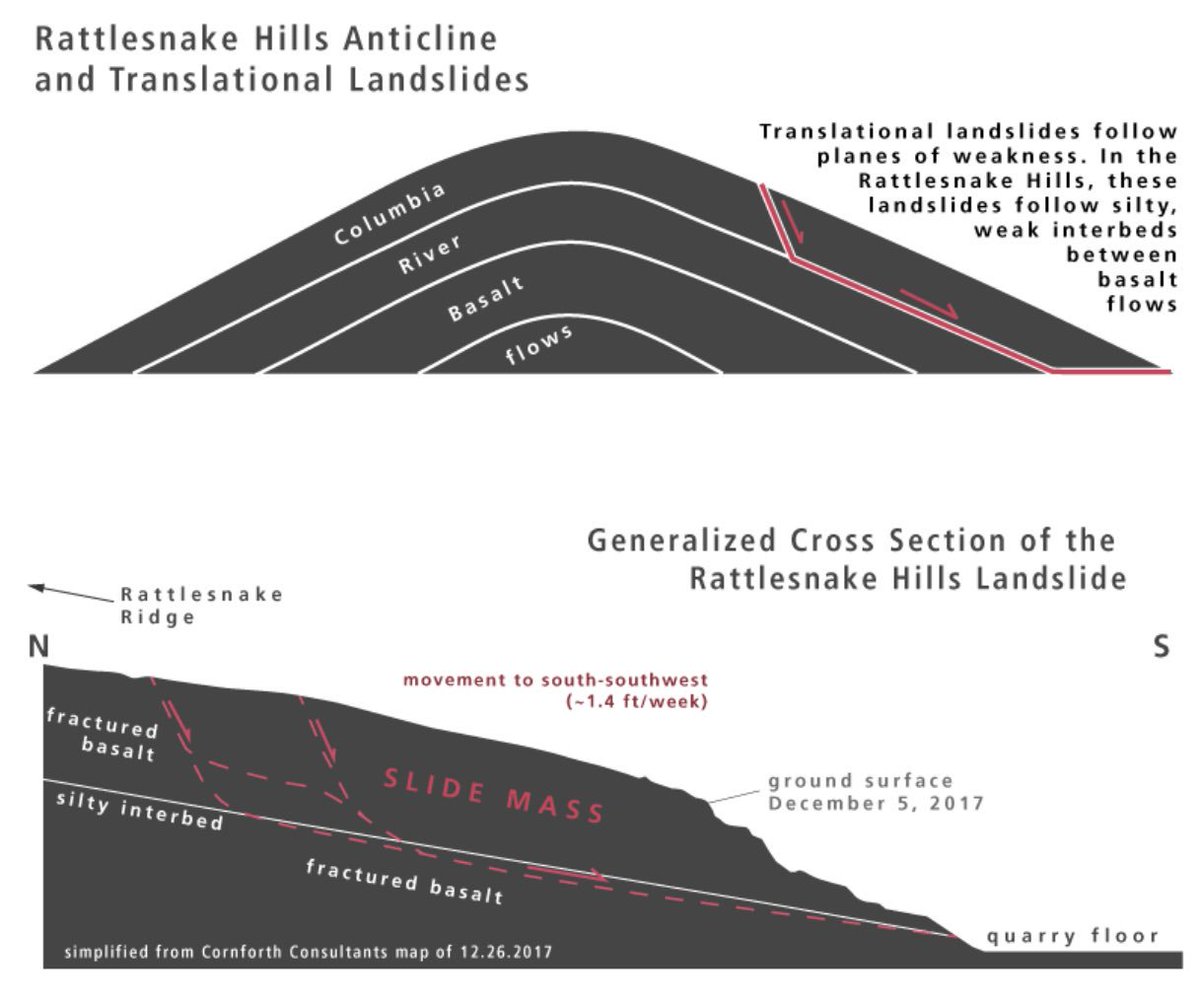 Rattlesnake Hills Anticline
and Translational Landslides
Translational landslides follow
planes of weakness. In the
Rattlesnake Hills, these
landslides follow silty,
weak interbeds
between
basalt
flows
Columbia
River
Basalt
flows
Generalized Cross Section of the
Rattlesnake Hills Landslide
Rattlesnake
Ridge
N
S
movement to south-southwest
(~1.4 ft/week)
fractured
basalt
SLIDE MASS
ground surface
December 5, 2017
silty interbed
fractured basalt
quarry floor
simplified from Cornforth Consultants map of 12.26.2017